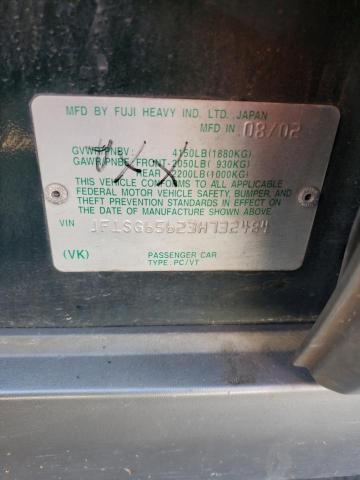 MFD BY FUJI HEAVY IND. LTD., JAPAN
MFD IN 08/02
GVWR/PNBV: 4150LB(1880KG)
GAWR/PNBE FRONT-2050LB( 930KG)
REAR -2200LB(1000KG)
THIS VEHICLE CONFORMS TO ALL APPLICABLE
FEDERAL MOTOR VEHICLE SAFETY, BUMPER, AND
THEFT PREVENTION STANDARDS IN EFFECT ON THE
DATE OF MANUFACTURE SHOWN ABOVE
VIN JF1SG65623H732484
(VK) PASSENGER CAR
TYPE: PC/VT